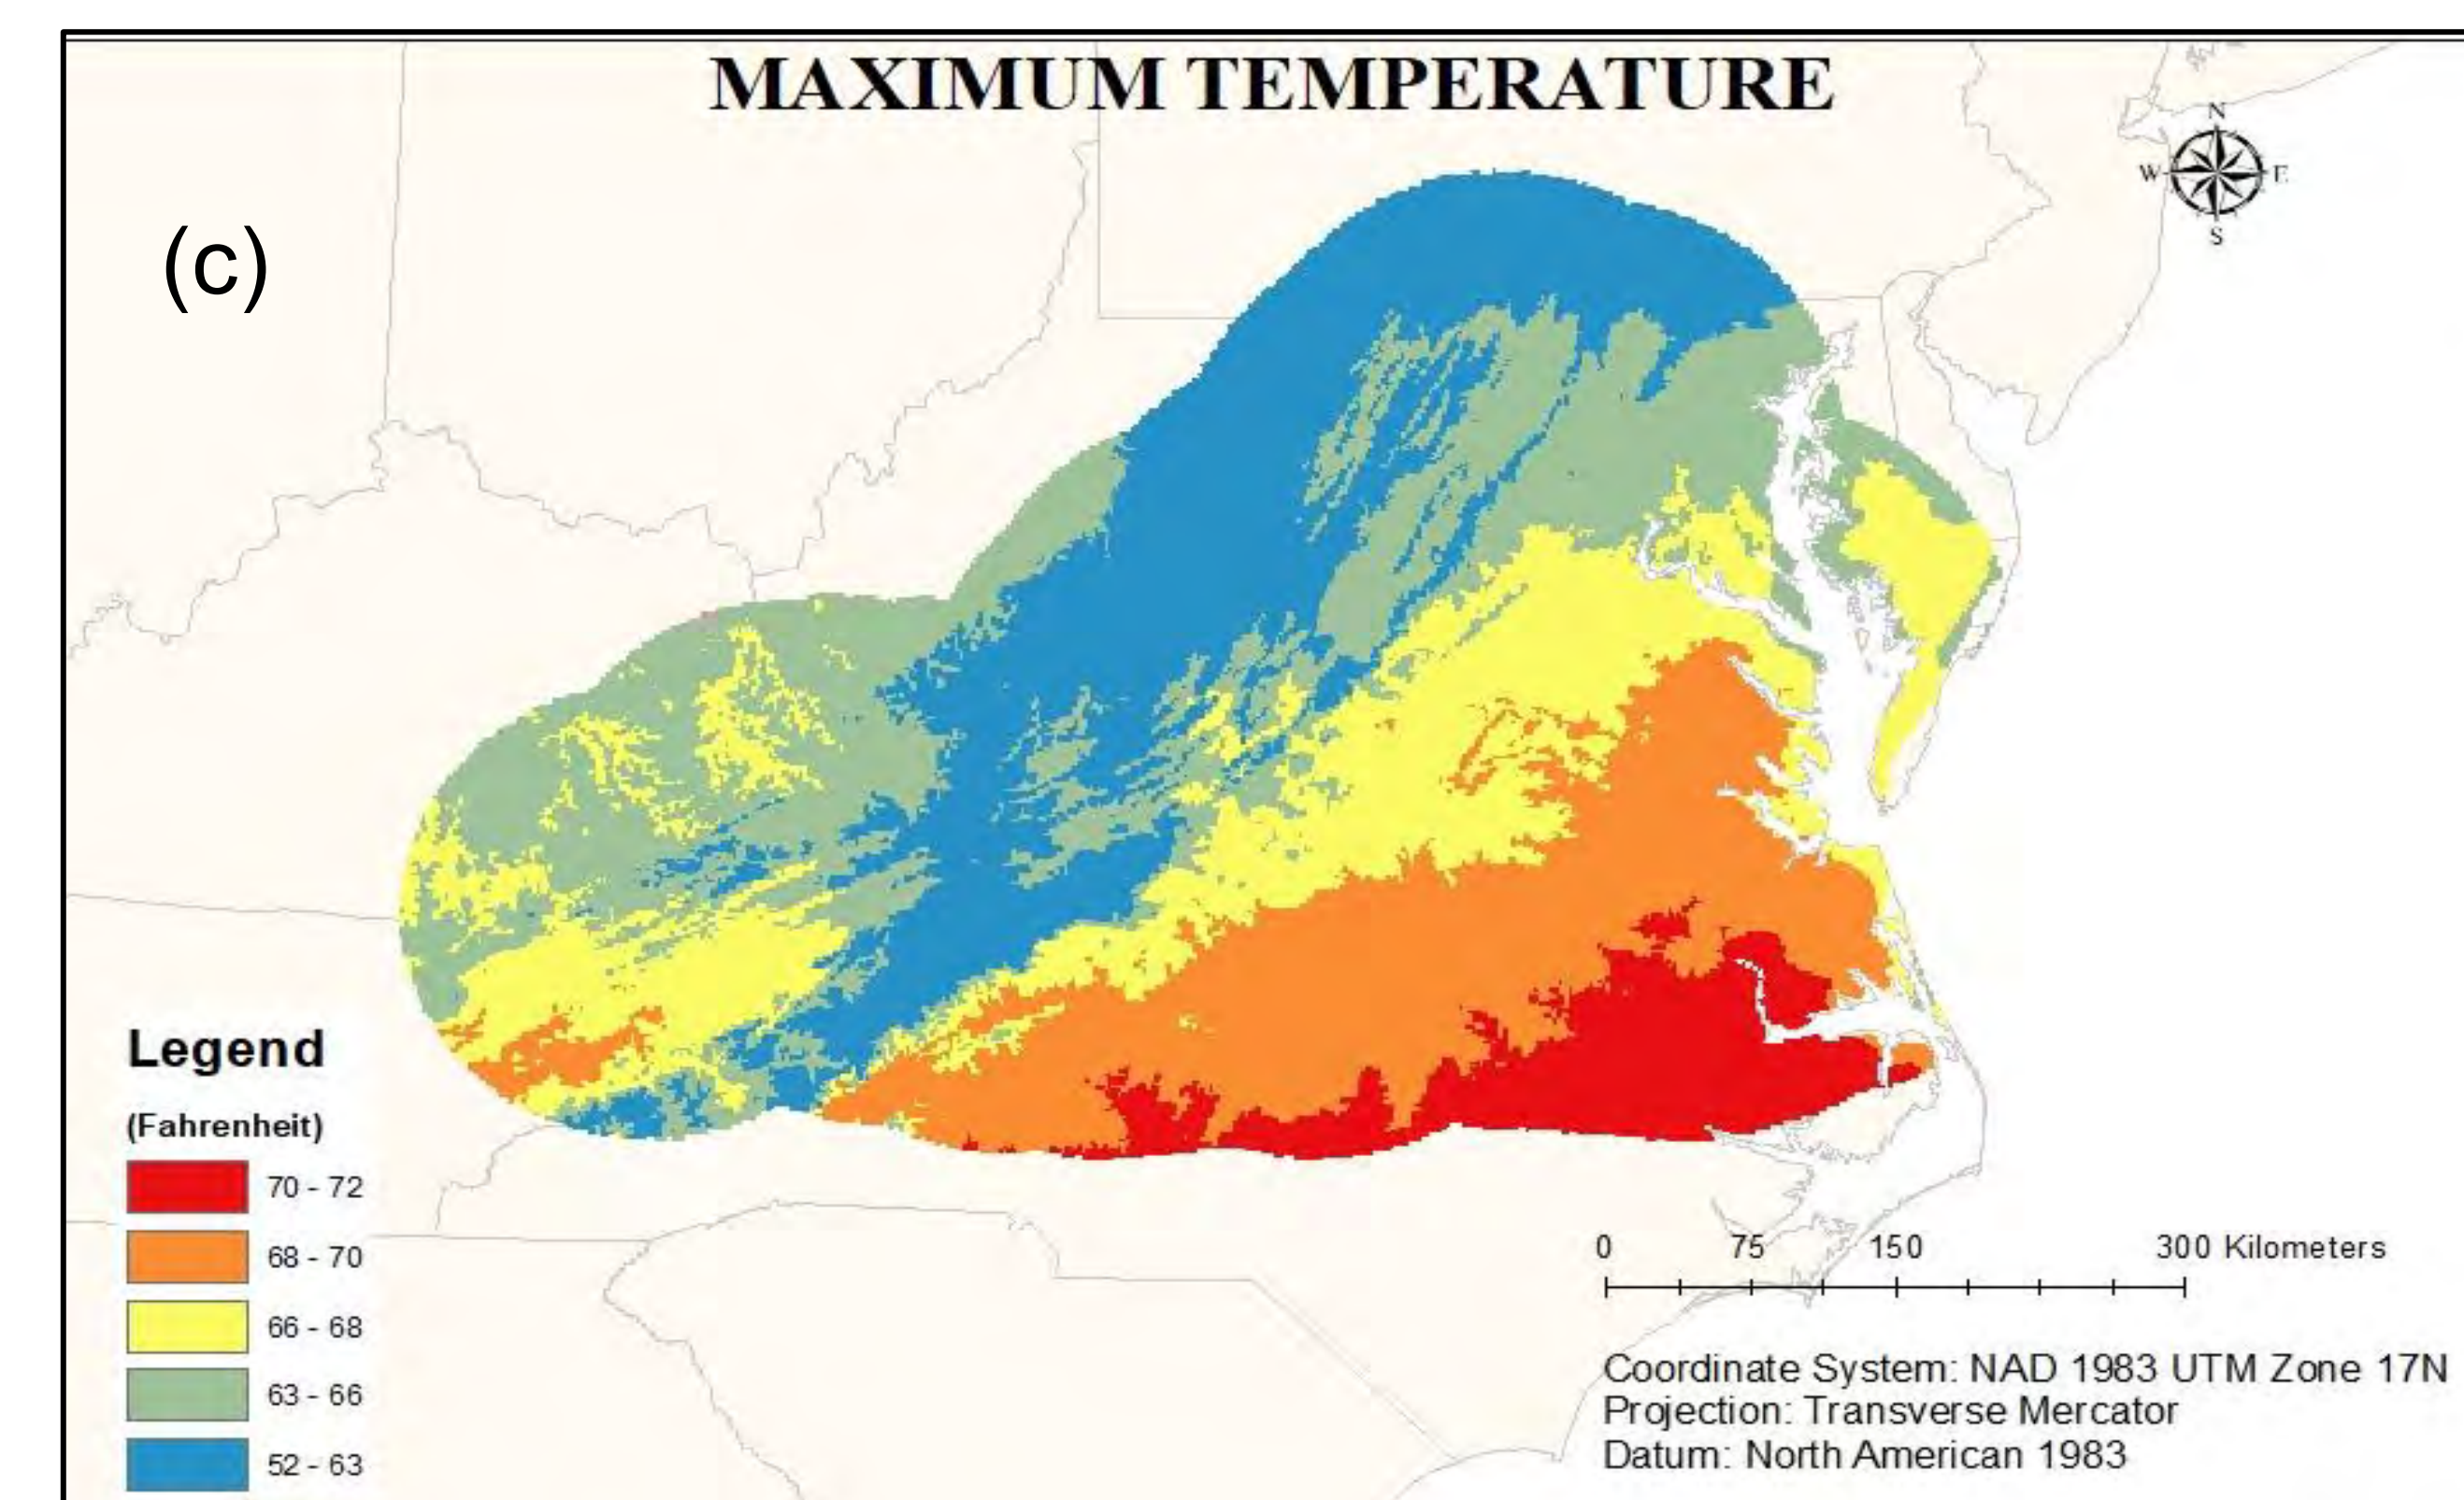 MAXIMUM TEMPERATURE
(c)
N
W E
S
Legend
(Fahrenheit)
70 - 72
68 - 70
66 - 68
63 - 66
52 - 63
0 75 150 300 Kilometers
Coordinate System: NAD 1983 UTM Zone 17N
Projection: Transverse Mercator
Datum: North American 1983